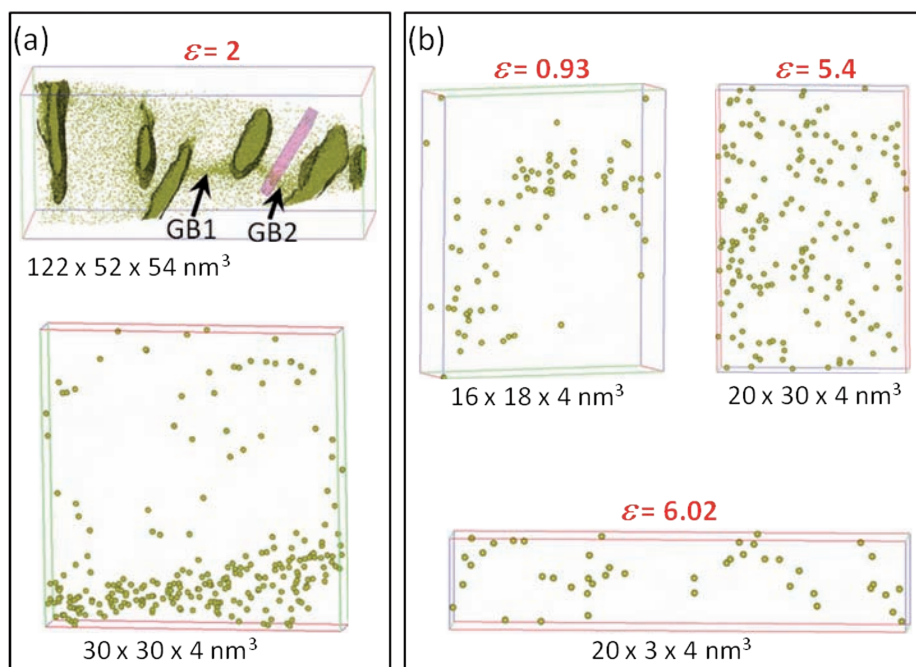 (a)
ε = 2
GB1
GB2
122 x 52 x 54 nm³
30 x 30 x 4 nm³
(b)
ε = 0.93
ε = 5.4
16 x 18 x 4 nm³
20 x 30 x 4 nm³
ε = 6.02
20 x 3 x 4 nm³